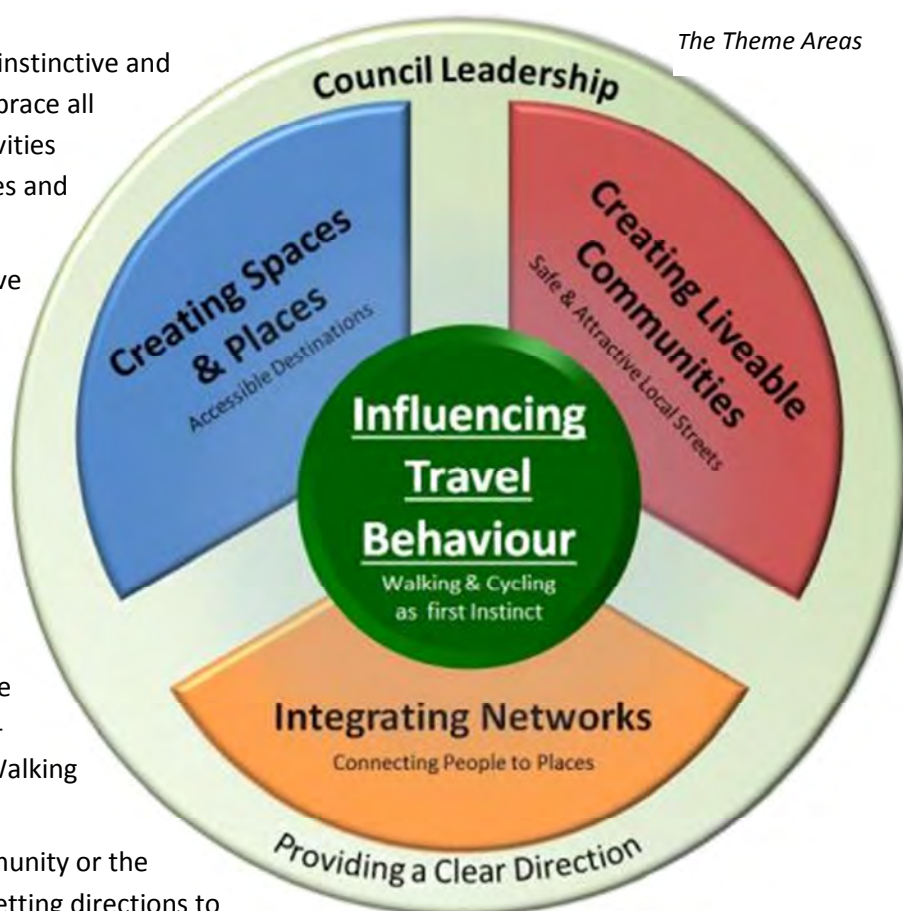 The Theme Areas
instinctive and
brace all
vities
es and
ve
e
Walking
munity or the
etting directions to
Council Leadership
Creating Spaces
& Places
Accessible Destinations
Creating Liveable
Communities
Safe & Attractive Local Streets
Influencing
Travel
Behaviour
Walking & Cycling
as first Instinct
Integrating Networks
Connecting People to Places
Providing a Clear Direction